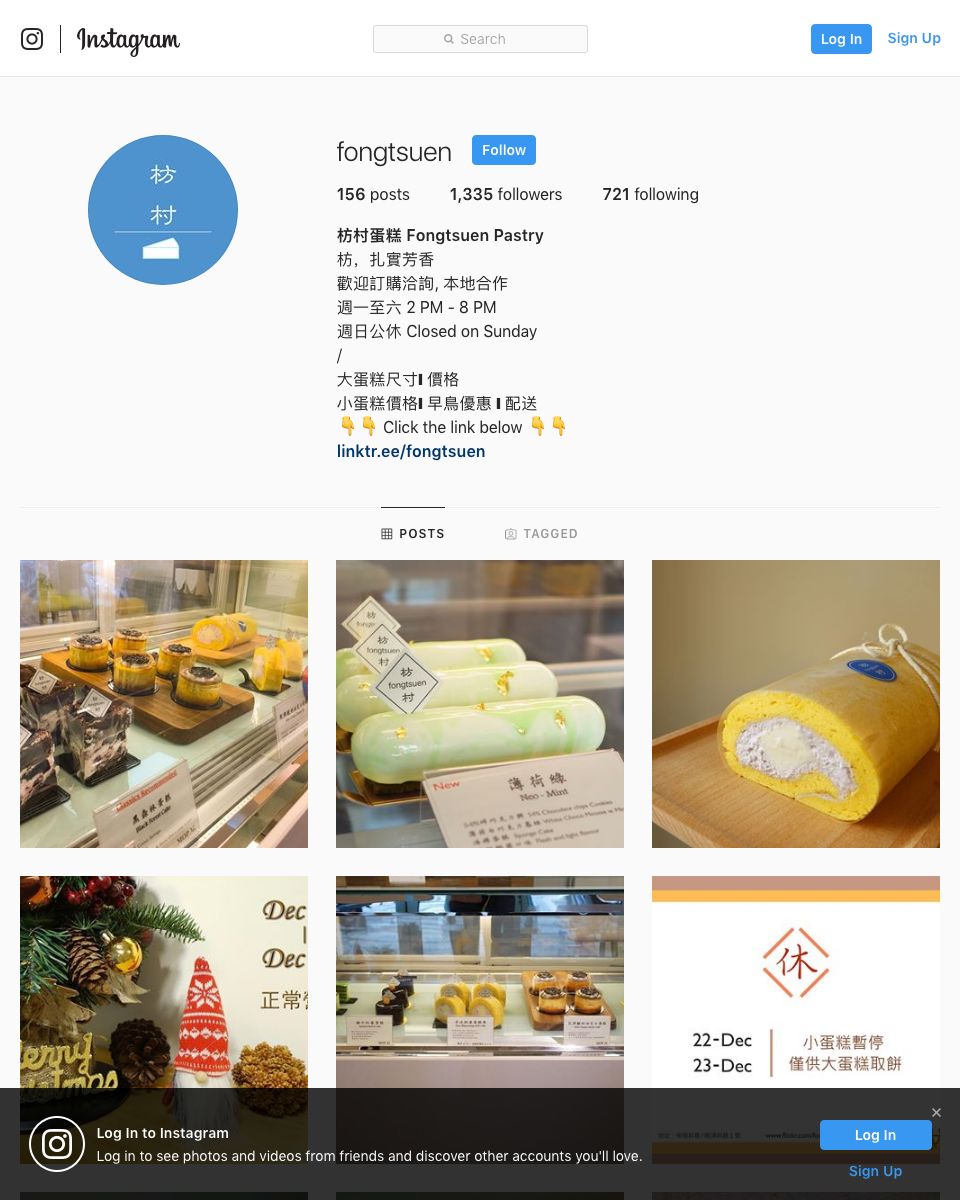 Instagram
Search
Log In
Sign Up
枋
村
fongtsuen
Follow
156 posts
1,335 followers
721 following
枋村蛋糕 Fongtsuen Pastry
枋，扎實芳香
歡迎訂購洽詢, 本地合作
週一至六 2 PM - 8 PM
週日公休 Closed on Sunday
/
大蛋糕尺寸❙ 價格
小蛋糕價格❙ 早鳥優惠 ❙ 配送
👇👇 Click the link below 👇👇
linktr.ee/fongtsuen
POSTS
TAGGED
Classics Recommended
黑森林蛋糕
Black Forest Cake
枋
村
枋
fongtsuen
村
New
薄荷綠
Neo - Mint
Sponge Cake
Dec
Dec
正常
Merry
休
22-Dec
23-Dec
小蛋糕暫停
僅供大蛋糕取餅
Log In to Instagram
Log in to see photos and videos from friends and discover other accounts you'll love.
Log In
Sign Up